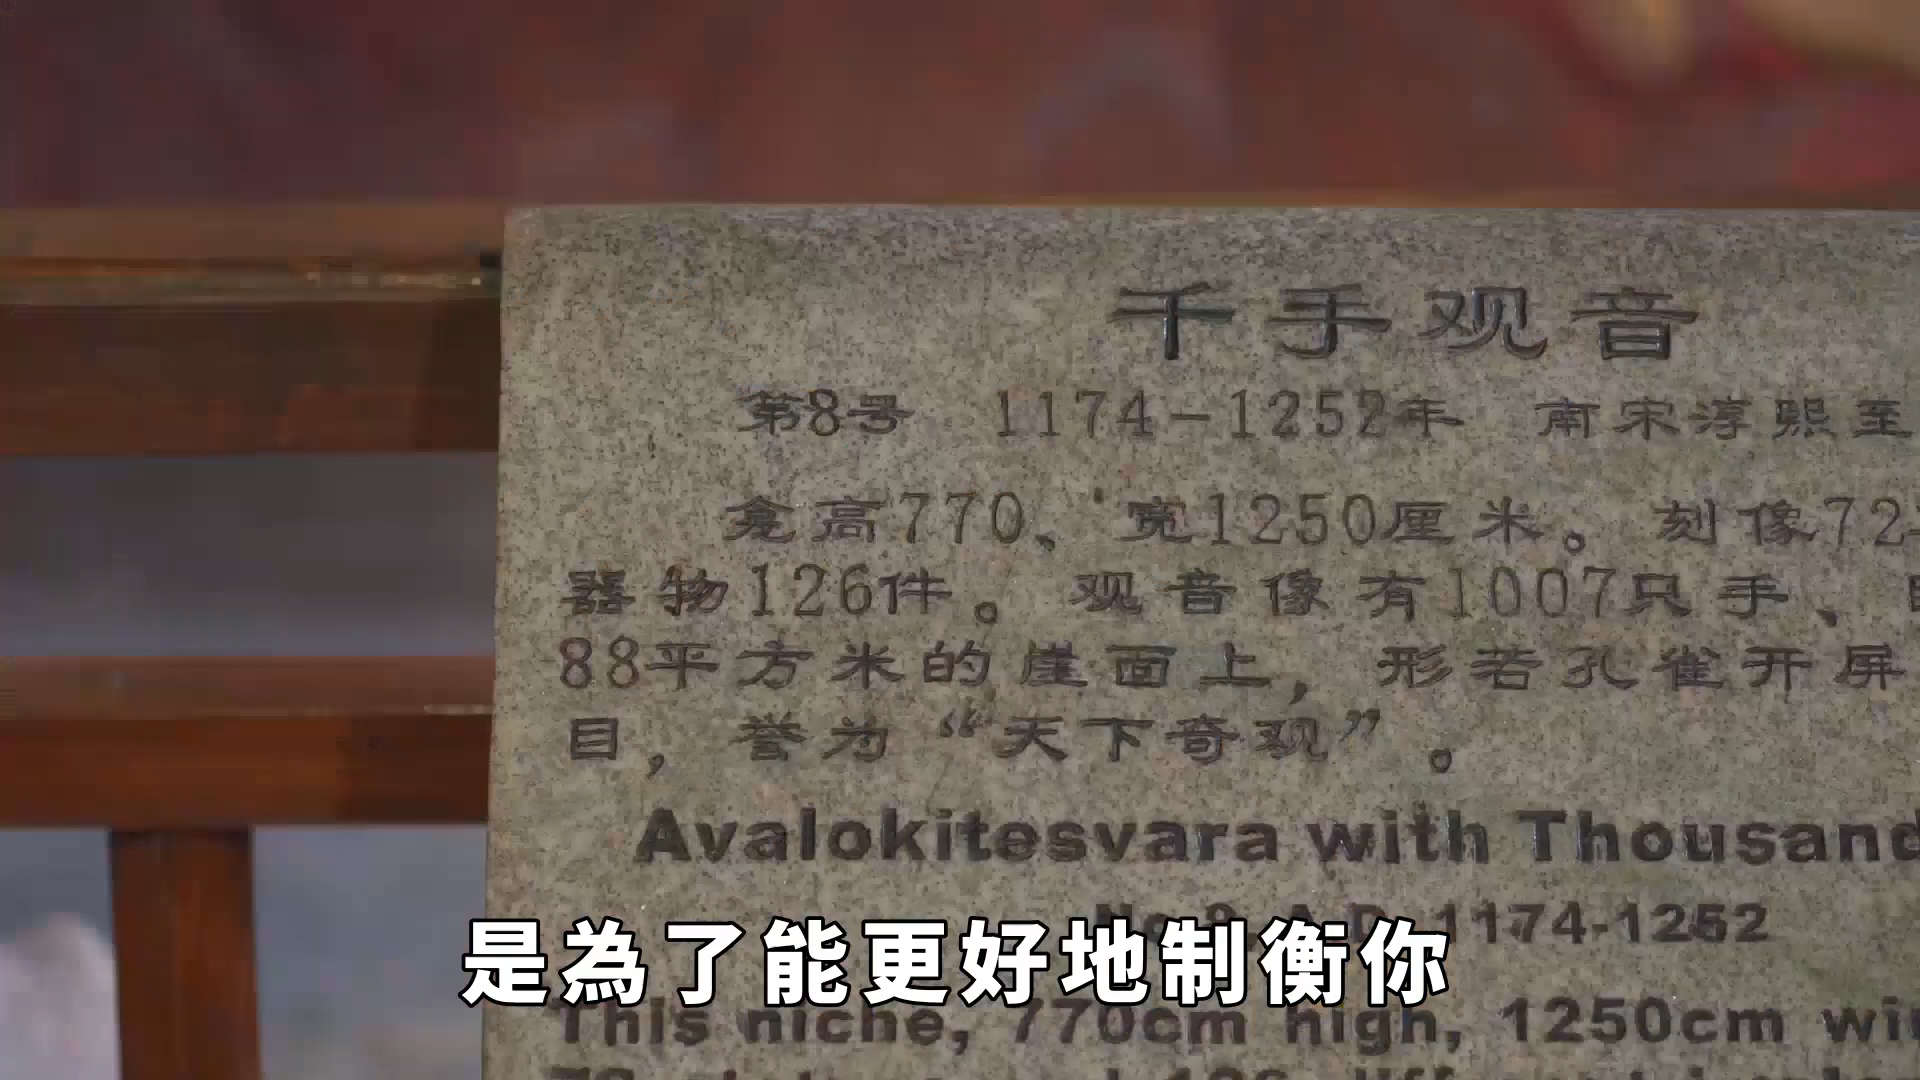 千手观音
第8号 1174-1252年 南宋淳熙至
龛高770、宽1250厘米。刻像72
器物126件。观音像有1007只手、
88平方米的崖面上，形若孔雀开屏
目，誉为“天下奇观”。
Avalokitesvara with Thousand
No.8 A.D. 1174-1252
是為了能更好地制衡你
This niche, 770cm high, 1250cm